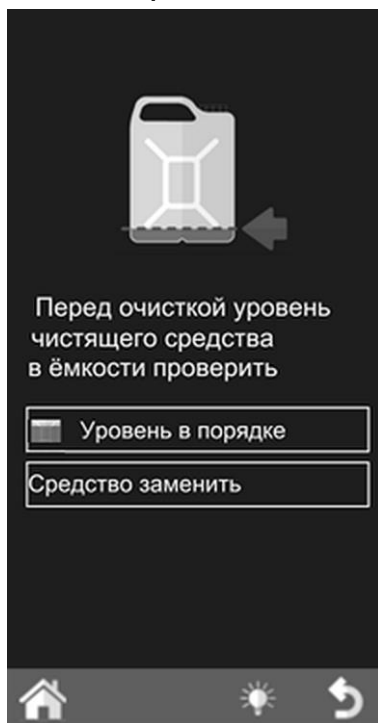 Перед очисткой уровень
чистящего средства
в ёмкости проверить
Уровень в порядке
Средство заменить